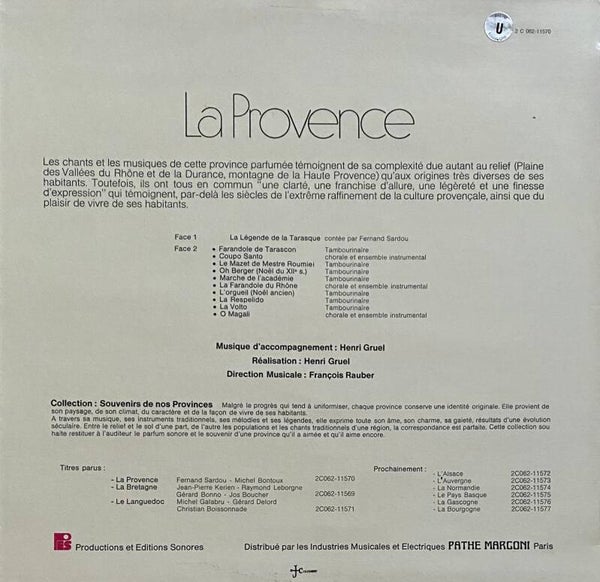 U
2 C 062-11570
La Provence
Les chants et les musiques de cette province parfumée témoignent de sa complexité due autant au relief (Plaine
des Vallées du Rhône et de la Durance, montagne de la Haute Provence) qu'aux origines très diverses de ses
habitants. Toutefois, ils ont tous en commun "une clarté, une franchise d'allure, une légèreté et une finesse
d'expression" qui témoignent, par-delà les siècles de l'extrême raffinement de la culture provençale, ainsi que du
plaisir de vivre de ses habitants.
Face 1 La Légende de la Tarasque contée par Fernand Sardou
Face 2 • Farandole de Tarascon Tambourinaire
• Coupo Santo chorale et ensemble instrumental
• Le Mazet de Mestre Roumiei Tambourinaire
• Oh Berger (Noël du XIIe s.) Tambourinaire
• Marche de l'académie Tambourinaire
• La Farandole du Rhône chorale et ensemble instrumental
• L'orgueil (Noël ancien) Tambourinaire
• La Respelido Tambourinaire
• La Volto Tambourinaire
• O Magali chorale et ensemble instrumental
Musique d'accompagnement : Henri Gruel
Réalisation : Henri Gruel
Direction Musicale : François Rauber
Collection : Souvenirs de nos Provinces Malgré le progrès qui tend à uniformiser, chaque province conserve une identité originale. Elle provient de
son paysage, de son climat, du caractère et de la façon de vivre de ses habitants.
A travers sa musique, ses instruments traditionnels, ses mélodies et ses légendes, elle exprime toute son âme, son charme, sa gaieté, résultats d'une évolution
séculaire. Entre le relief et le sol d'une part, de l'autre les populations et les chants traditionnels d'une région, la correspondance est parfaite. Cette collection sou
haite restituer à l'auditeur le parfum sonore et le souvenir d'une province qu'il a aimée et qu'il aime encore.
Titres parus :
- La Provence Fernand Sardou - Michel Bontoux 2C062-11570
- La Bretagne Jean-Pierre Kerien - Raymond Leborgne
Gérard Bonno - Jos Boucher 2C062-11569
- Le Languedoc Michel Galabru - Gérard Delord
Christian Boissonnade 2C062-11571
Prochainement :
- L'Alsace 2C062-11572
- L'Auvergne 2C062-11573
- La Normandie 2C062-11574
- Le Pays Basque 2C062-11575
- La Gascogne 2C062-11576
- La Bourgogne 2C062-11577
Productions et Editions Sonores
Distribué par les Industries Musicales et Electriques PATHE MARCONI Paris